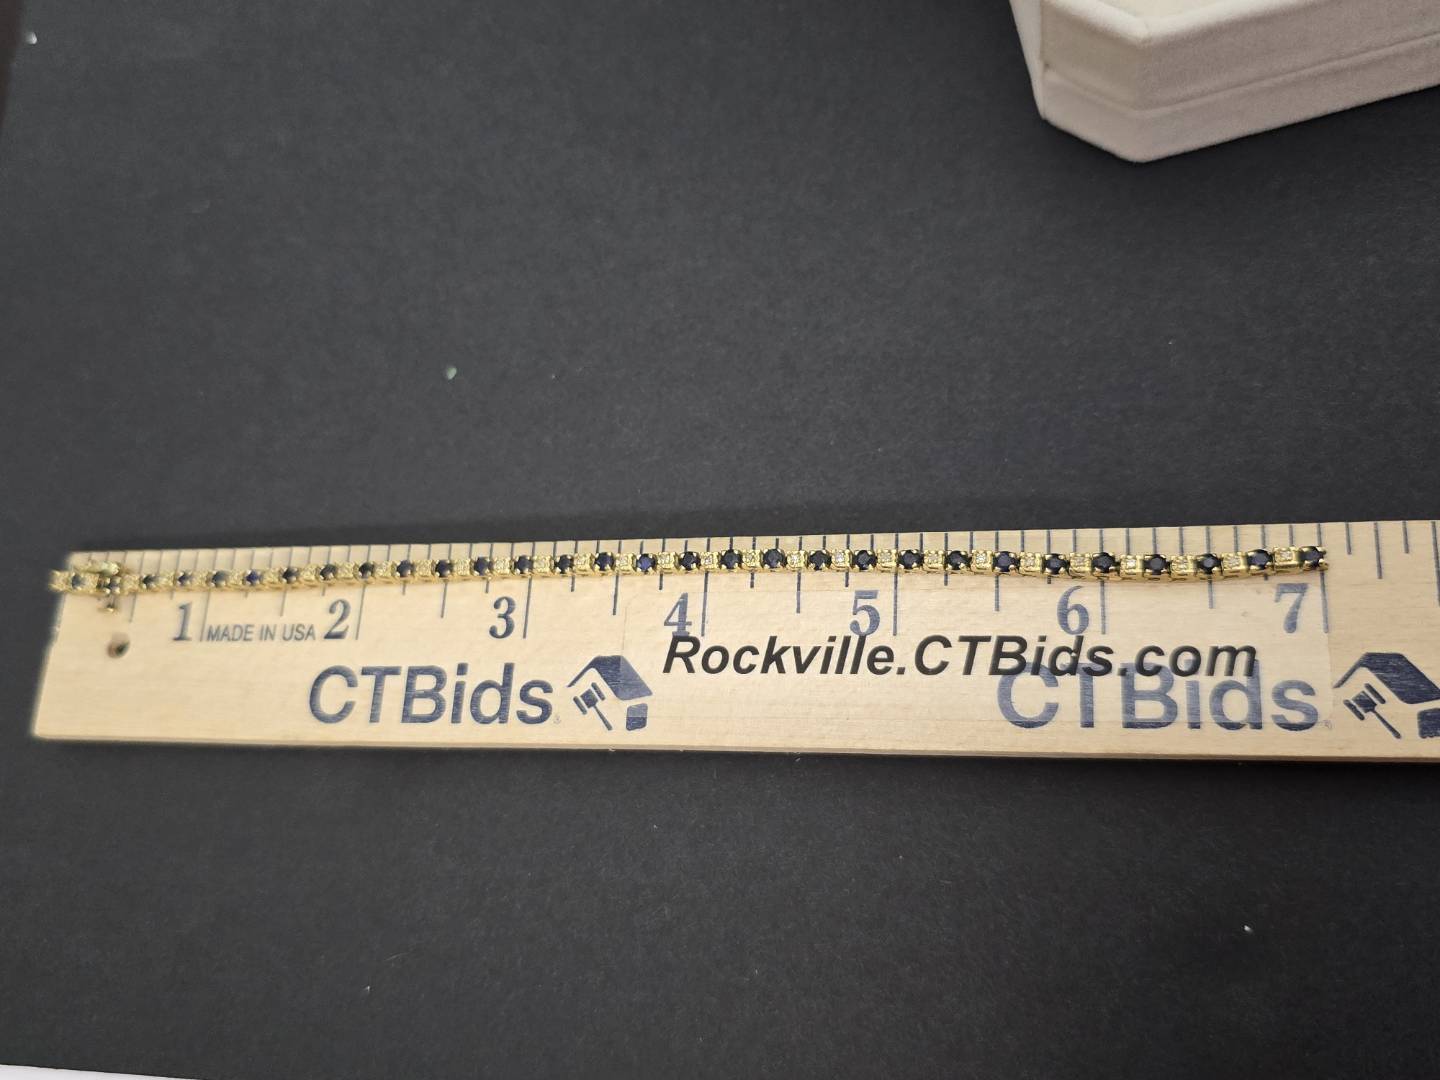 1 MADE IN USA 2 3 4 5 6 7
Rockville.CTBids.com
CTBids CTBids